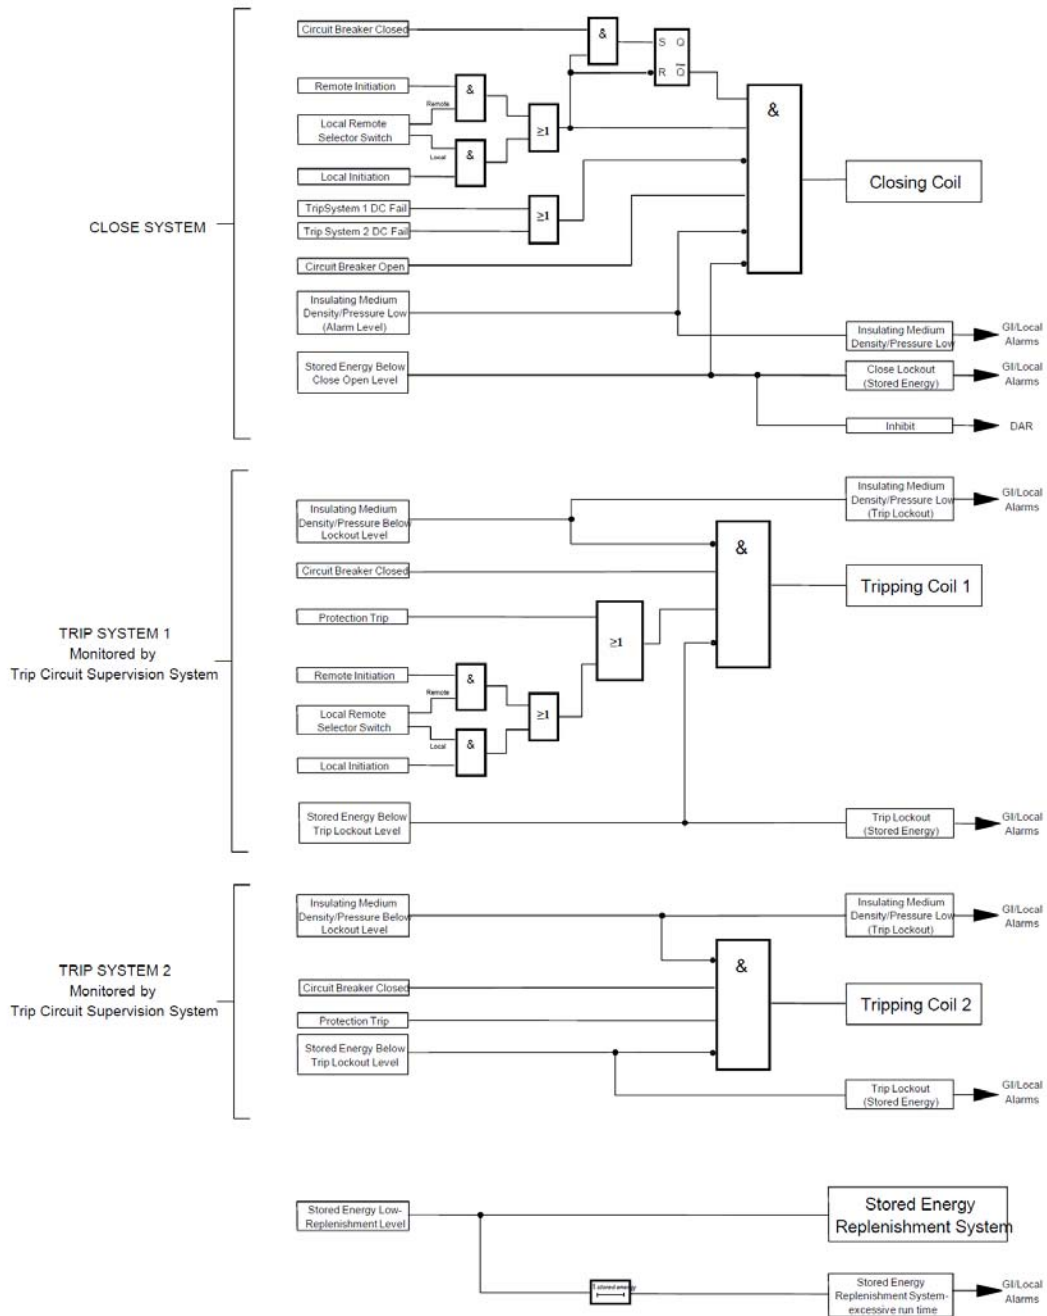 CLOSE SYSTEM
Circuit Breaker Closed
&
S Q
R Q
Remote Initiation
Remote
&
Local Remote
Selector Switch
≥1
Local
&
Local Initiation
&
Closing Coil
TripSystem 1 DC Fail
Trip System 2 DC Fail
≥1
Circuit Breaker Open
Insulating Medium
Density/Pressure Low
(Alarm Level)
Insulating Medium
Density/Pressure Low
GI/Local
Alarms
Stored Energy Below
Close Open Level
Close Lockout
(Stored Energy)
GI/Local
Alarms
Inhibit
DAR
TRIP SYSTEM 1
Monitored by
Trip Circuit Supervision System
Insulating Medium
Density/Pressure Below
Lockout Level
Insulating Medium
Density/Pressure Low
(Trip Lockout)
GI/Local
Alarms
&
Circuit Breaker Closed
Tripping Coil 1
Protection Trip
≥1
Remote Initiation
Remote
&
Local Remote
Selector Switch
≥1
Local
&
Local Initiation
Stored Energy Below
Trip Lockout Level
Trip Lockout
(Stored Energy)
GI/Local
Alarms
TRIP SYSTEM 2
Monitored by
Trip Circuit Supervision System
Insulating Medium
Density/Pressure Below
Lockout Level
Insulating Medium
Density/Pressure Low
(Trip Lockout)
GI/Local
Alarms
&
Circuit Breaker Closed
Tripping Coil 2
Protection Trip
Stored Energy Below
Trip Lockout Level
Trip Lockout
(Stored Energy)
GI/Local
Alarms
Stored Energy Low-
Replenishment Level
Stored Energy
Replenishment System
stored energy
Stored Energy
Replenishment System-
excessive run time
GI/Local
Alarms